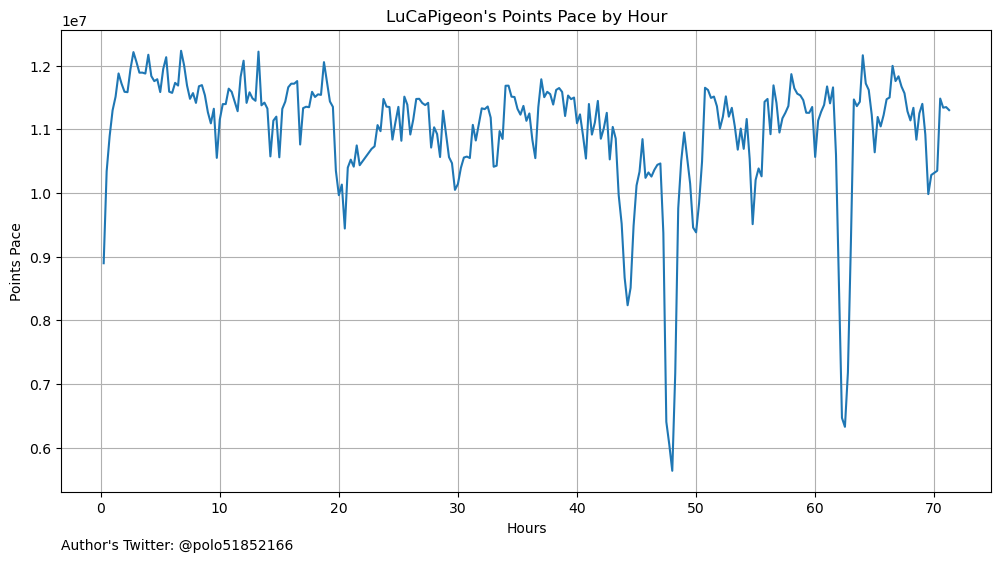 LuCaPigeon's Points Pace by Hour
1e7
1.2
1.1
1.0
0.9
0.8
0.7
0.6
Points Pace
0 10 20 30 40 50 60 70
Hours
Author's Twitter: @polo51852166